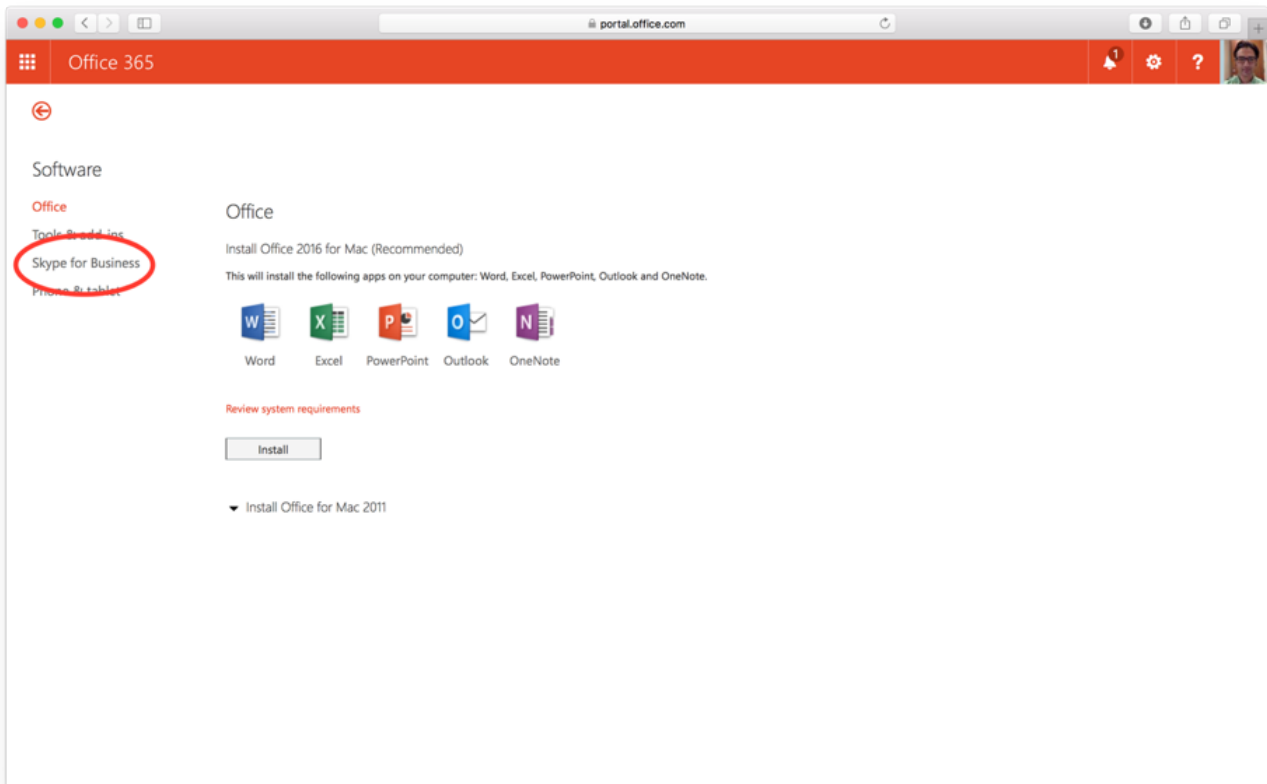 portal.office.com
Office 365
1
?
Software
Office
Tools & add-ins
Skype for Business
Phone & tablet
Office
Install Office 2016 for Mac (Recommended)
This will install the following apps on your computer: Word, Excel, PowerPoint, Outlook and OneNote.
W X P O N
Word Excel PowerPoint Outlook OneNote
Review system requirements
Install
Install Office for Mac 2011